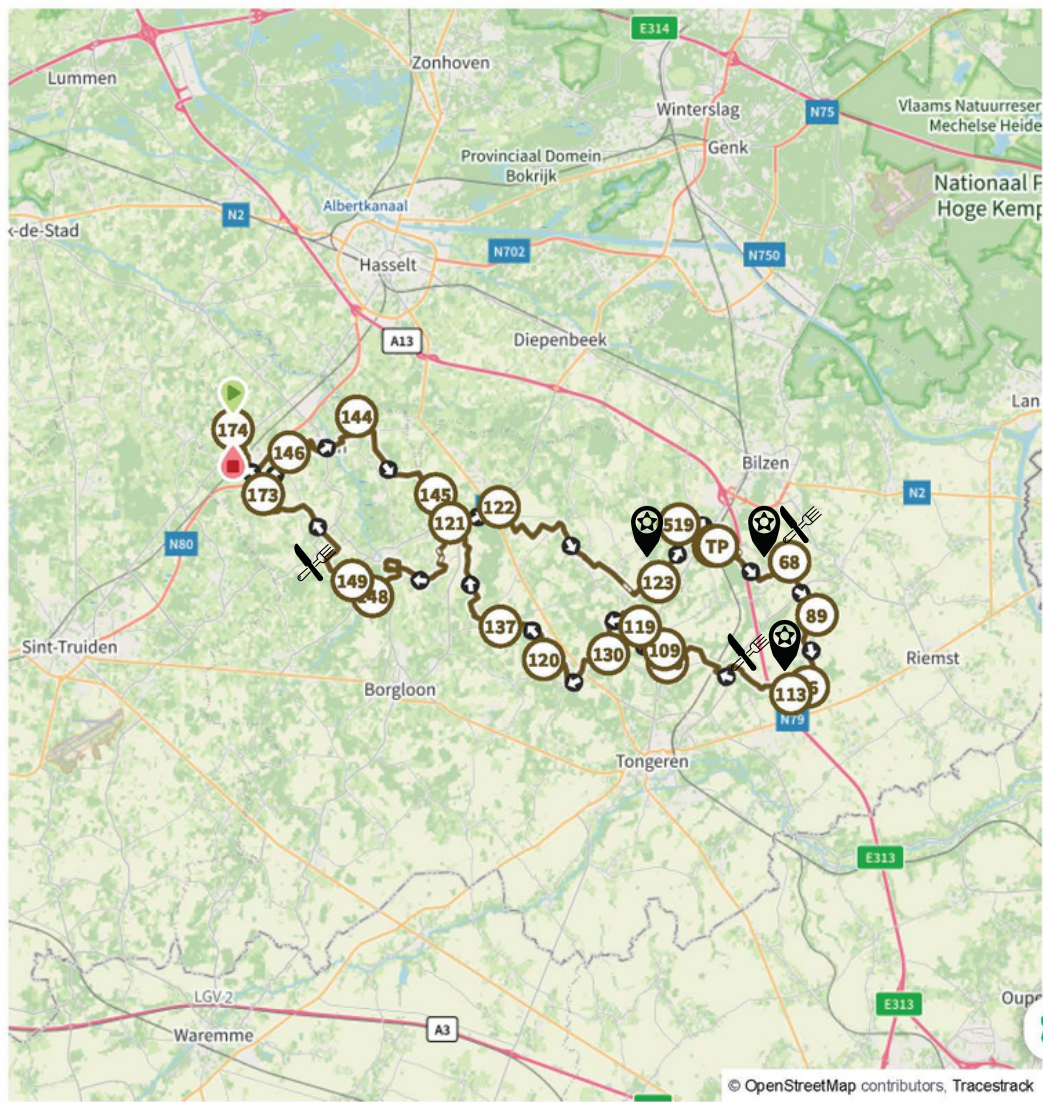 E314
Zonhoven
Lummen
Winterslag
N75
Vlaams Natuurreser
Mechelse Heide
Genk
Provinciaal Domein
Bokrijk
Nationaal F
Hoge Kemp
Albertkanaal
N2
k-de-Stad
N702
N750
Hasselt
A13
Diepenbeek
Lan
174
144
146
Bilzen
173
145
N2
122
121
519
N80
TP
68
149
48
123
89
137
119
Sint-Truiden
109
120
130
Riemst
Borgloon
113
6
N79
Tongeren
E313
LGV 2
E313
Oupe
Waremme
A3
© OpenStreetMap contributors, Tracestrack